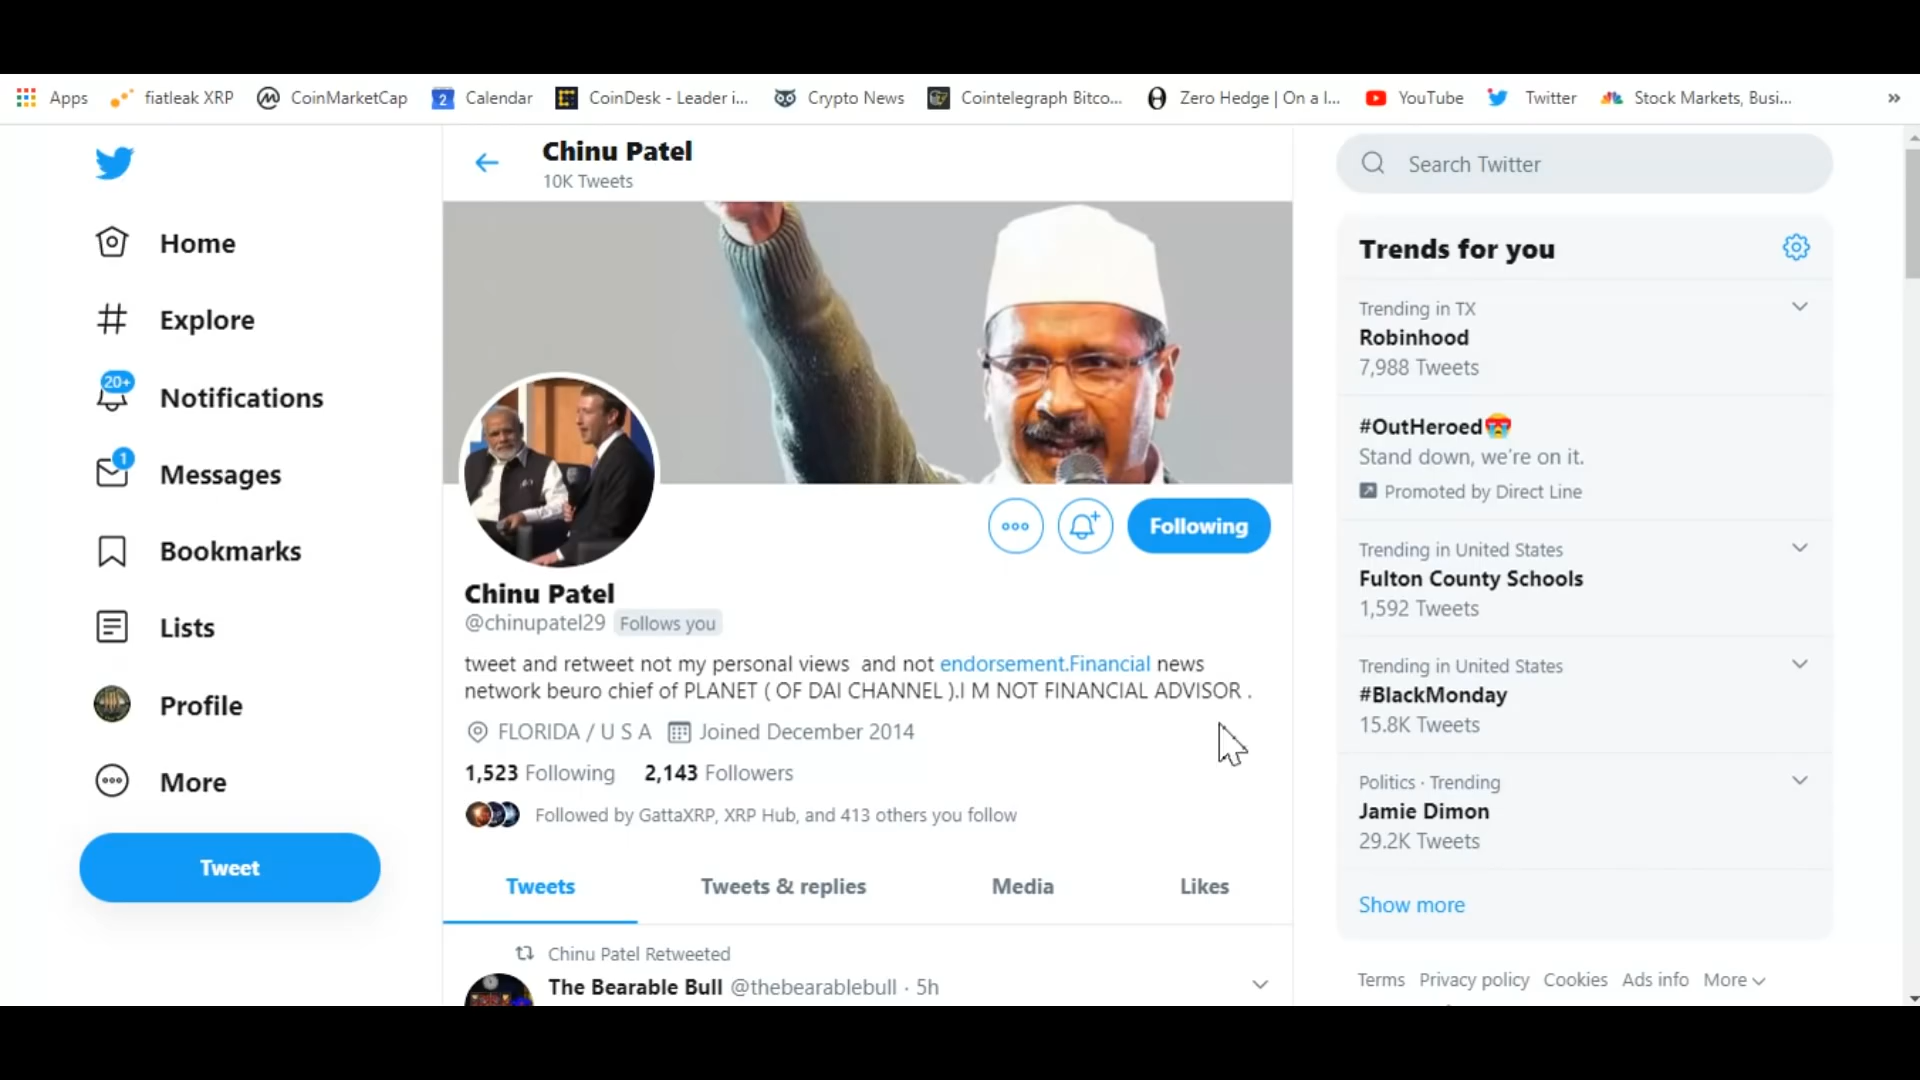 Apps fiatleak XRP CoinMarketCap 2 Calendar CoinDesk - Leader i... Crypto News Cointelegraph Bitco... Zero Hedge | On a l... YouTube Twitter Stock Markets, Busi... »
Home
Explore
20+
Notifications
1
Messages
Bookmarks
Lists
Profile
More
Tweet
Chinu Patel
10K Tweets
Following
Chinu Patel
@chinupatel29 Follows you
tweet and retweet not my personal views and not endorsement.Financial news
network beuro chief of PLANET ( OF DAI CHANNEL ).I M NOT FINANCIAL ADVISOR .
FLORIDA / U S A Joined December 2014
1,523 Following 2,143 Followers
Followed by GattaXRP, XRP Hub, and 413 others you follow
Tweets Tweets & replies Media Likes
Chinu Patel Retweeted
The Bearable Bull @thebearablebull · 5h
Search Twitter
Trends for you
Trending in TX
Robinhood
7,988 Tweets
#OutHeroed
Stand down, we're on it.
Promoted by Direct Line
Trending in United States
Fulton County Schools
1,592 Tweets
Trending in United States
#BlackMonday
15.8K Tweets
Politics · Trending
Jamie Dimon
29.2K Tweets
Show more
Terms Privacy policy Cookies Ads info More